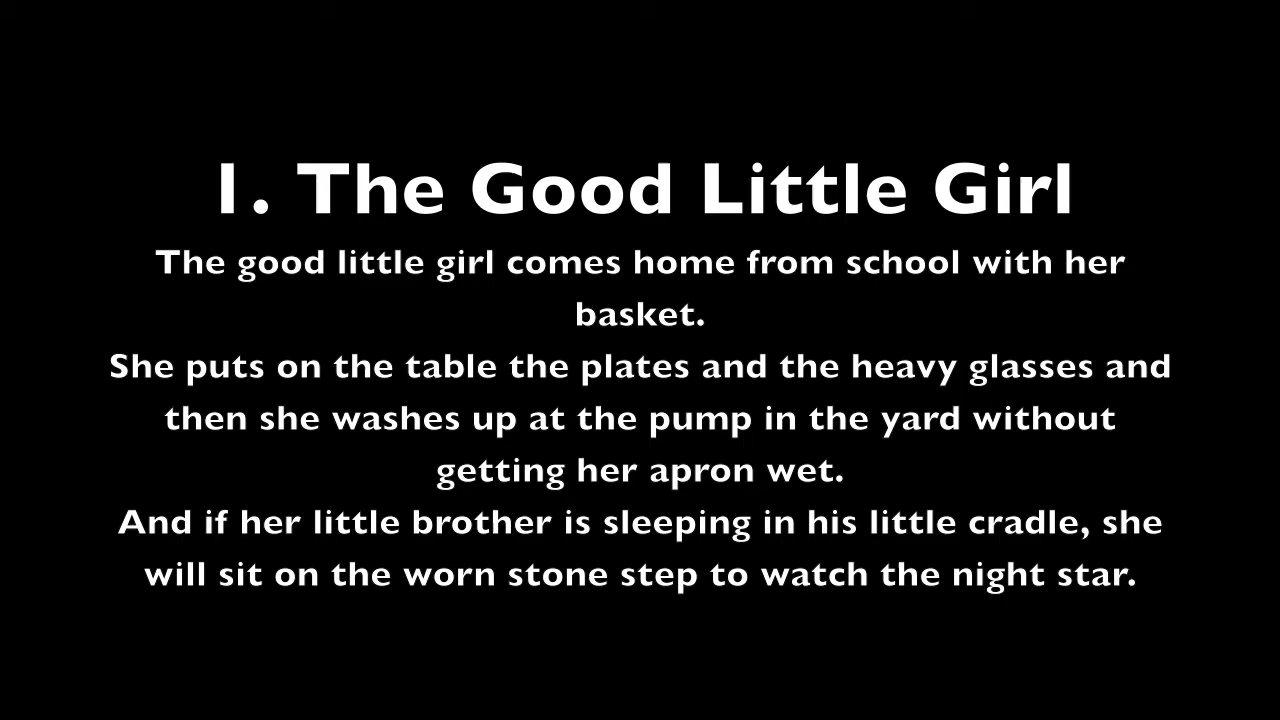 1. The Good Little Girl
The good little girl comes home from school with her
basket.
She puts on the table the plates and the heavy glasses and
then she washes up at the pump in the yard without
getting her apron wet.
And if her little brother is sleeping in his little cradle, she
will sit on the worn stone step to watch the night star.